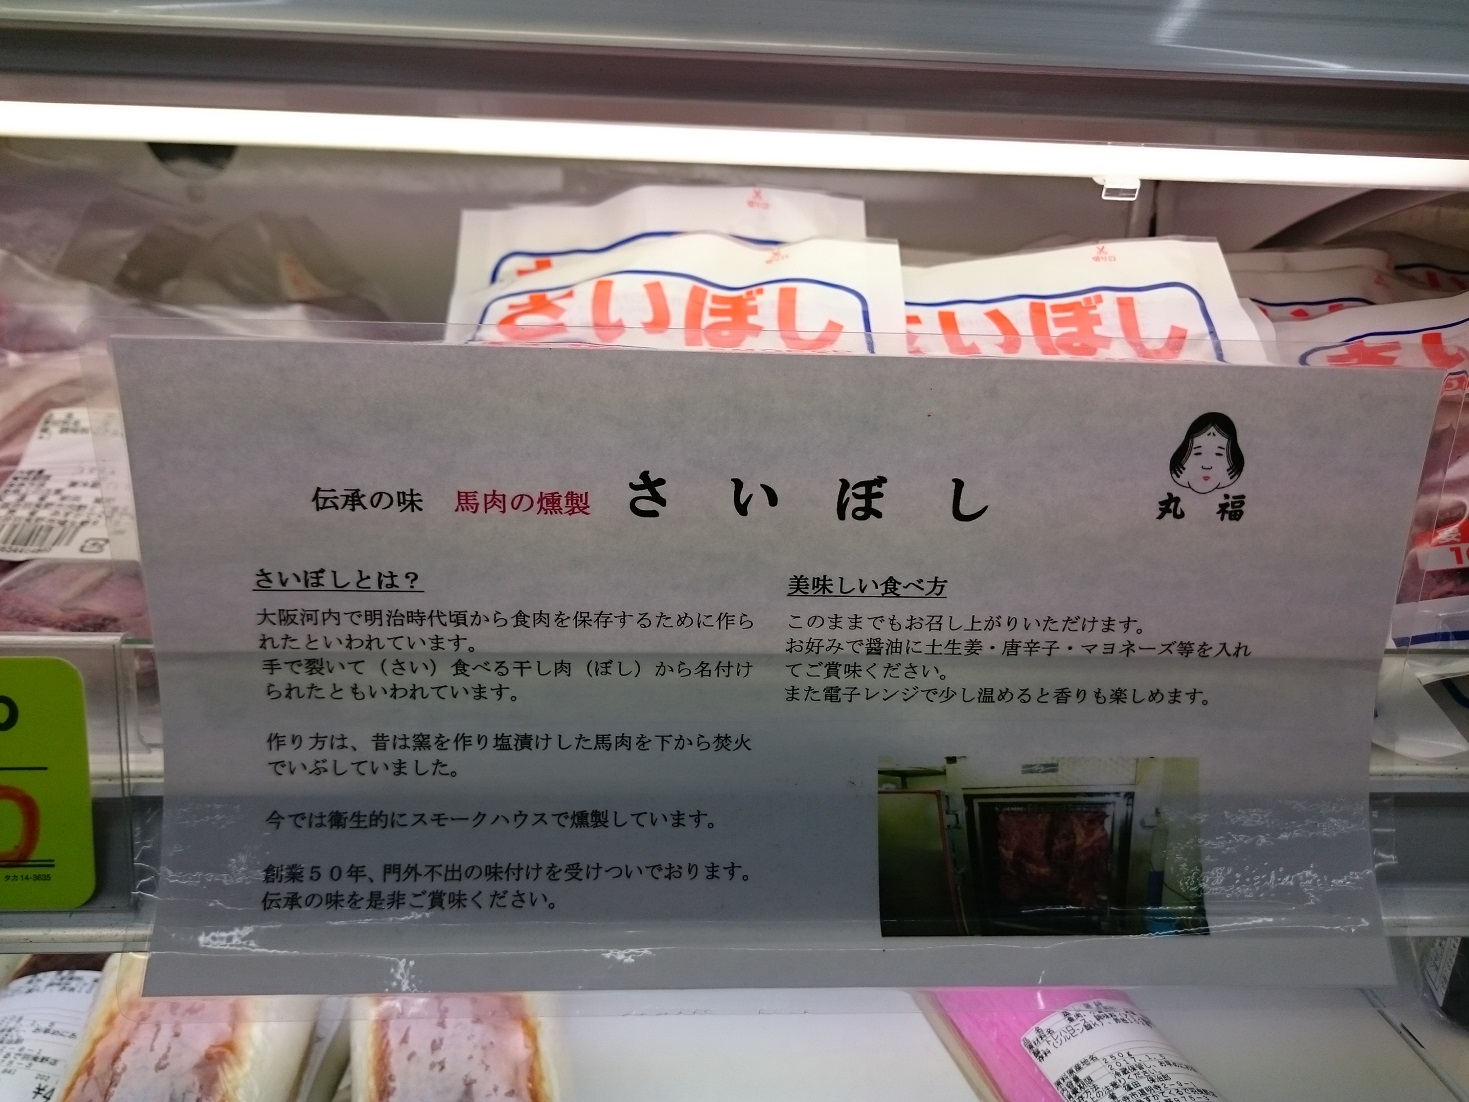 さいぼし
いぼし
伝承の味 馬肉の燻製 さいぼし
丸福
さいぼしとは？
大阪河内で明治時代頃から食肉を保存するために作ら
れたといわれています。
手で裂いて（さい）食べる干し肉（ぼし）から名付け
られたともいわれています。
作り方は、昔は窯を作り塩漬けした馬肉を下から焚火
でいぶしていました。
今では衛生的にスモークハウスで燻製しています。
創業５０年、門外不出の味付けを受けついでおります。
伝承の味を是非ご賞味ください。
美味しい食べ方
このままでもお召し上がりいただけます。
お好みで醤油に土生姜・唐辛子・マヨネーズ等を入れ
てご賞味ください。
また電子レンジで少し温めると香りも楽しめます。
タカ14-3635